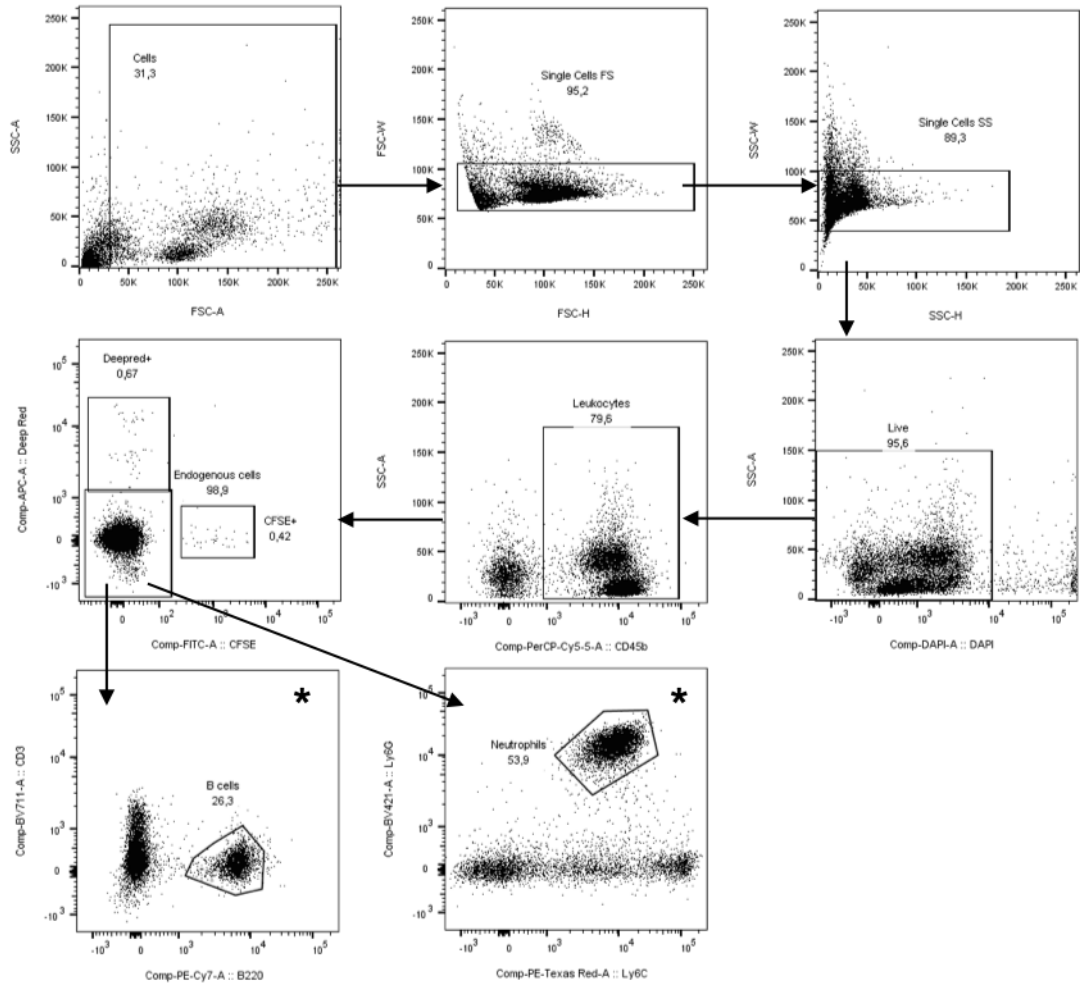 250K
200K
150K
100K
50K
0
SSC-A
Cells
31,3
0
50K
100K
150K
200K
250K
FSC-A
250K
200K
150K
100K
50K
0
FSC-W
Single Cells FS
95,2
0
50K
100K
150K
200K
250K
FSC-H
250K
200K
150K
100K
50K
0
SSC-W
Single Cells SS
89,3
0
50K
100K
150K
200K
250K
SSC-H
10^5
10^4
10^3
0
-10^3
Comp-APC-A :: Deep Red
Deepred+
0,67
Endogenous cells
98,9
CFSE+
0,42
-10^3
0
10^2
10^3
10^4
10^5
Comp-FITC-A :: CFSE
250K
200K
150K
100K
50K
0
SSC-A
Leukocytes
79,6
-10^3
0
10^3
10^4
10^5
Comp-PerCP-Cy5-5-A :: CD45b
250K
200K
150K
100K
50K
0
SSC-A
Live
95,6
-10^3
0
10^3
10^4
10^5
Comp-DAPI-A :: DAPI
10^5
10^4
10^3
0
-10^3
Comp-BV711-A :: CD3
B cells
26,3
*
-10^3
0
10^3
10^4
10^5
Comp-PE-Cy7-A :: B220
10^5
10^4
10^3
0
-10^3
Comp-BV421-A :: Ly6G
Neutrophils
53,9
*
-10^3
0
10^3
10^4
10^5
Comp-PE-Texas Red-A :: Ly6C